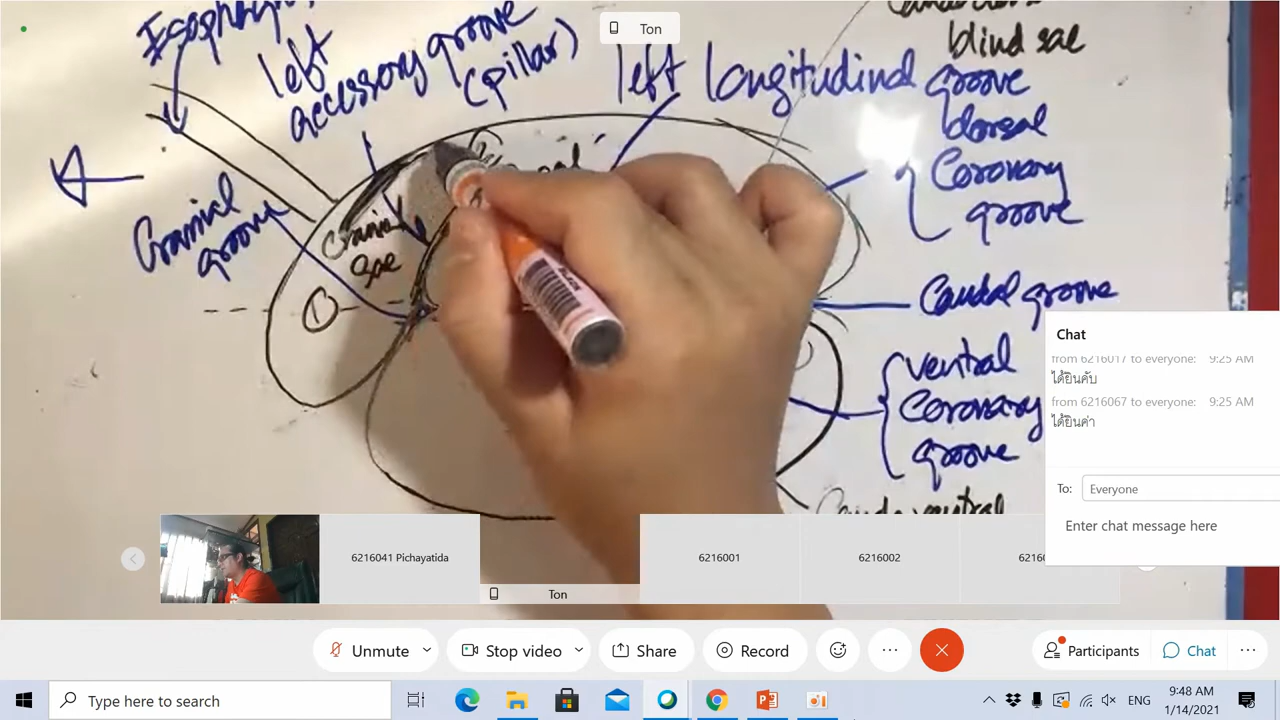 Ton
blind sac
left
accessory groove
(pillar)
left longitudinal groove
dorsal
Coronary
groove
Cranial
groove
Cranial
sac
1
Caudal groove
ventral
Coronary
groove
Chat
from 6216017 to everyone: 9:25 AM
ได้ยินคับ
from 6216067 to everyone: 9:25 AM
ได้ยินค่า
To: Everyone
Enter chat message here
6216041 Pichayatida
Ton
6216001
6216002
Unmute
Stop video
Share
Record
Participants
Chat
Type here to search
ENG
9:48 AM
1/14/2021